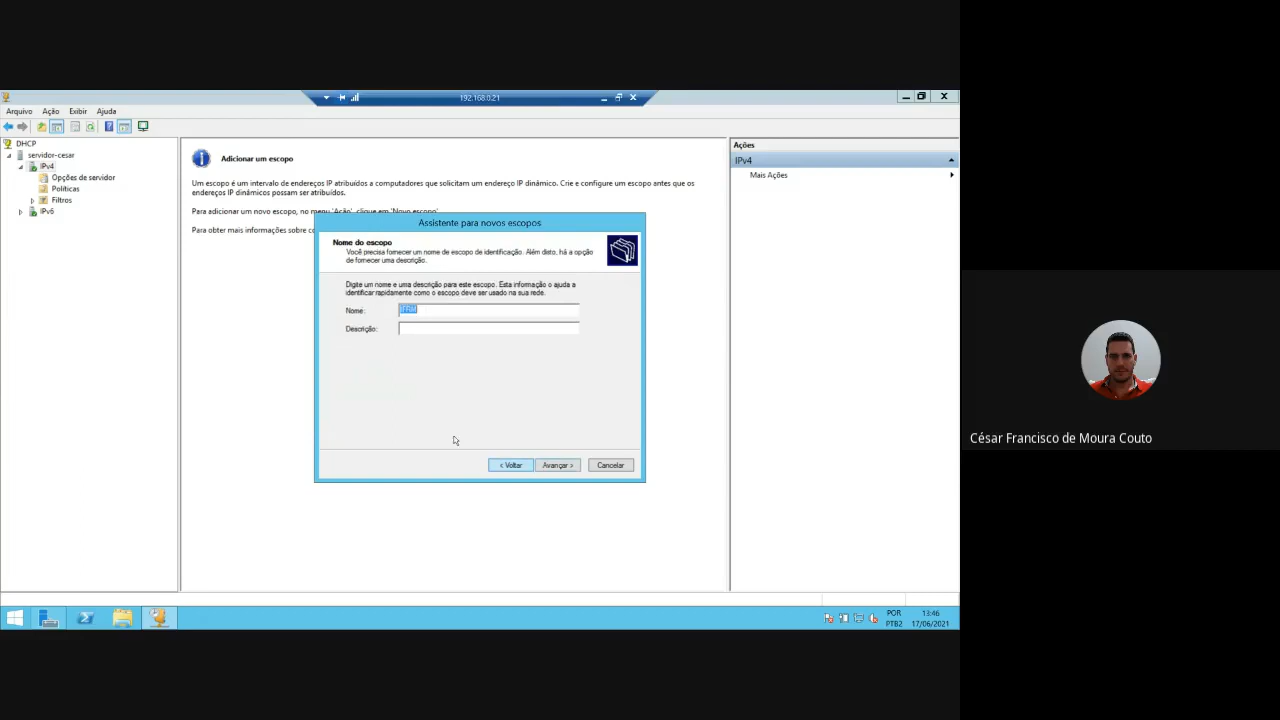 192.168.0.21
Arquivo Ação Exibir Ajuda
DHCP
servidor-cesar
IPv4
Opções de servidor
Políticas
Filtros
IPv6
Adicionar um escopo
Um escopo é um intervalo de endereços IP atribuídos a computadores que solicitam um endereço IP dinâmico. Crie e configure um escopo antes que os
endereços IP dinâmicos possam ser atribuídos.
Para adicionar um novo escopo, no menu 'Ação', clique em 'Novo escopo'
Para obter mais informações sobre
Assistente para novos escopos
Nome do escopo
Você precisa fornecer um nome de escopo de identificação. Além disto, há a opção
de fornecer uma descrição.
Digite um nome e uma descrição para este escopo. Esta informação o ajuda a
identificar rapidamente como o escopo deve ser usado na sua rede.
Nome:
Descrição:
< Voltar Avançar > Cancelar
Ações
IPv4
Mais Ações
POR
PTB2
13:46
17/06/2021
César Francisco de Moura Couto